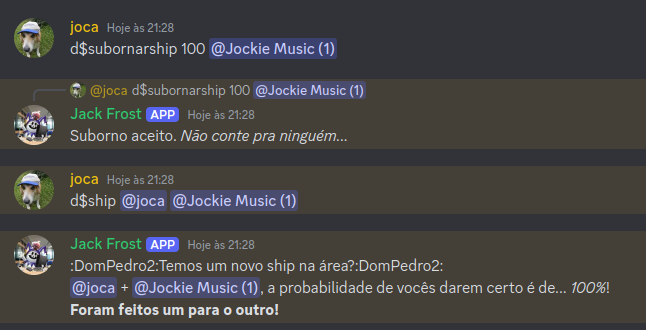 joca Hoje às 21:28
d$subornarship 100 @Jockie Music (1)
@joca d$subornarship 100 @Jockie Music (1)
Jack Frost APP Hoje às 21:28
Suborno aceito. Não conte pra ninguém...
joca Hoje às 21:28
d$ship @joca @Jockie Music (1)
Jack Frost APP Hoje às 21:28
:DomPedro2:Temos um novo ship na área?:DomPedro2:
@joca + @Jockie Music (1), a probabilidade de vocês darem certo é de... 100%!
Foram feitos um para o outro!